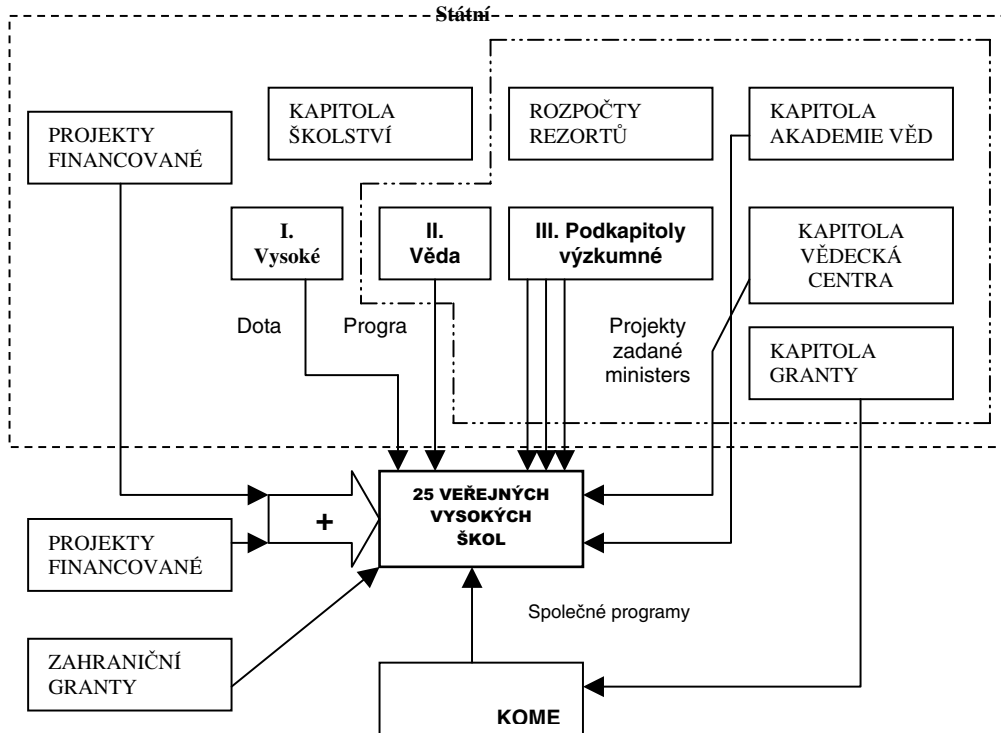 Státní
PROJEKTY
FINANCOVANÉ
KAPITOLA
ŠKOLSTVÍ
ROZPOČTY
REZORTŮ
KAPITOLA
AKADEMIE VĚD
I.
Vysoké
II.
Věda
III. Podkapitoly
výzkumné
KAPITOLA
VĚDECKÁ
CENTRA
Dota
Progra
Projekty
zadané
ministers
KAPITOLA
GRANTY
25 VEŘEJNÝCH
VYSOKÝCH
ŠKOL
+
PROJEKTY
FINANCOVANÉ
Společné programy
ZAHRANIČNÍ
GRANTY
KOME